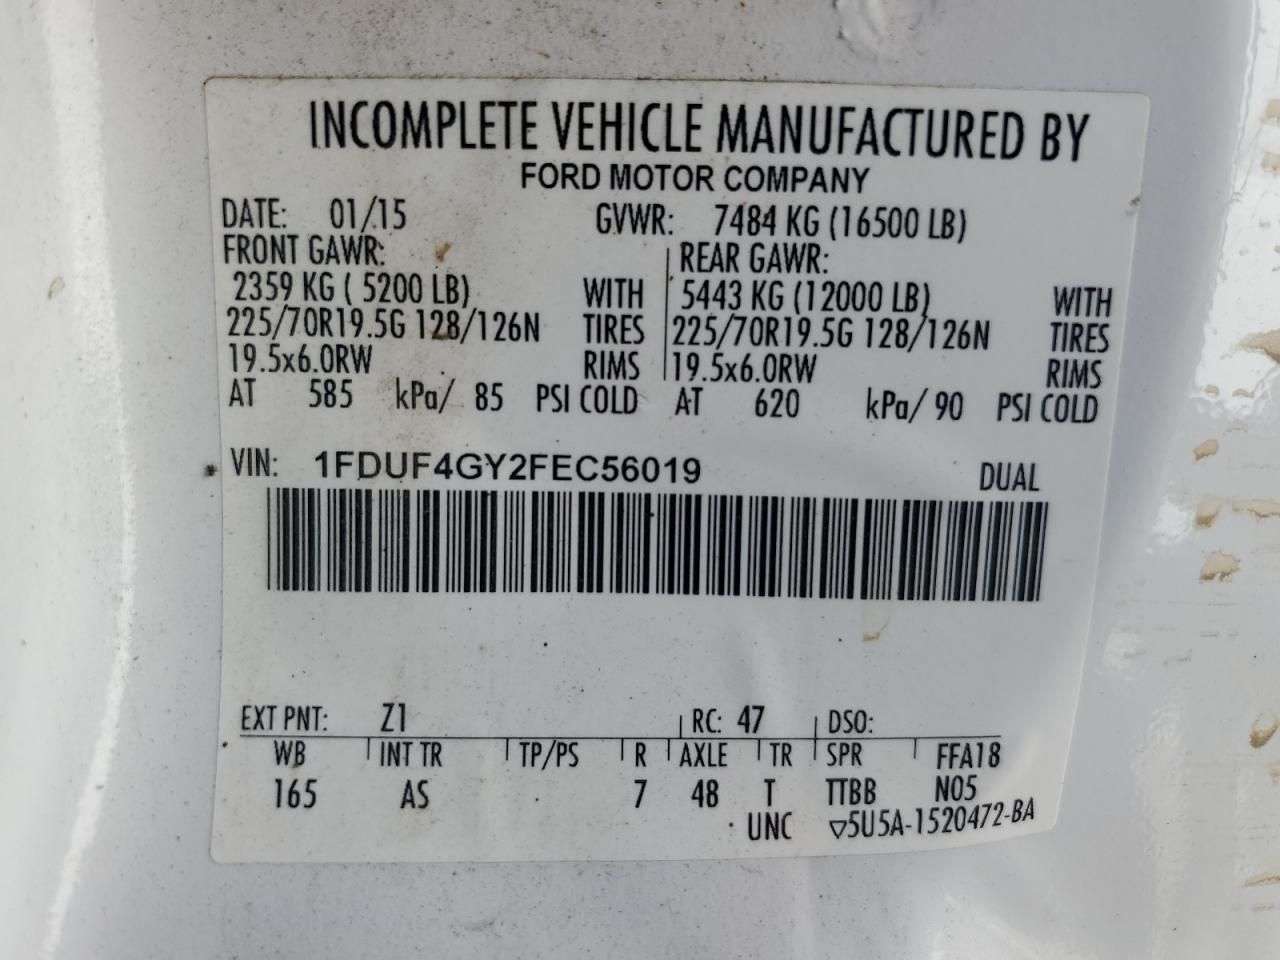 INCOMPLETE VEHICLE MANUFACTURED BY
FORD MOTOR COMPANY
DATE: 01/15 GVWR: 7484 KG (16500 LB)
FRONT GAWR: REAR GAWR:
2359 KG ( 5200 LB) WITH 5443 KG (12000 LB) WITH
225/70R19.5G 128/126N TIRES 225/70R19.5G 128/126N TIRES
19.5x6.0RW RIMS 19.5x6.0RW RIMS
AT 585 kPa/ 85 PSI COLD AT 620 kPa/ 90 PSI COLD
VIN: 1FDUF4GY2FEC56019 DUAL
EXT PNT: Z1 RC: 47 DSO:
WB INT TR TP/PS R AXLE TR SPR FFA18
165 AS 7 48 T TTBB N05
UNC ▽5U5A-1520472-BA